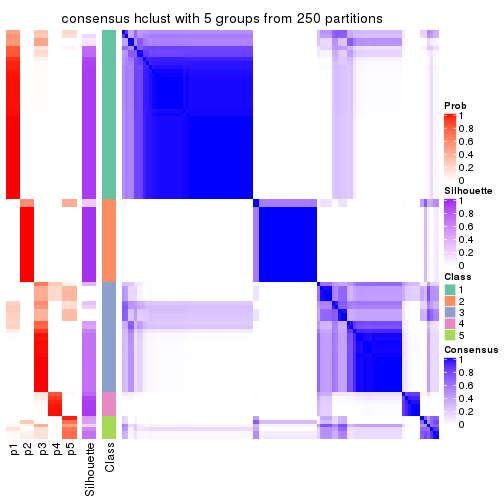 consensus hclust with 5 groups from 250 partitions
Prob
1
0.8
0.6
0.4
0.2
0
Silhouette
1
0.8
0.6
0.4
0.2
0
Class
1
2
3
4
5
Consensus
1
0.8
0.6
0.4
0.2
0
p1
p2
p3
p4
p5
Silhouette
Class